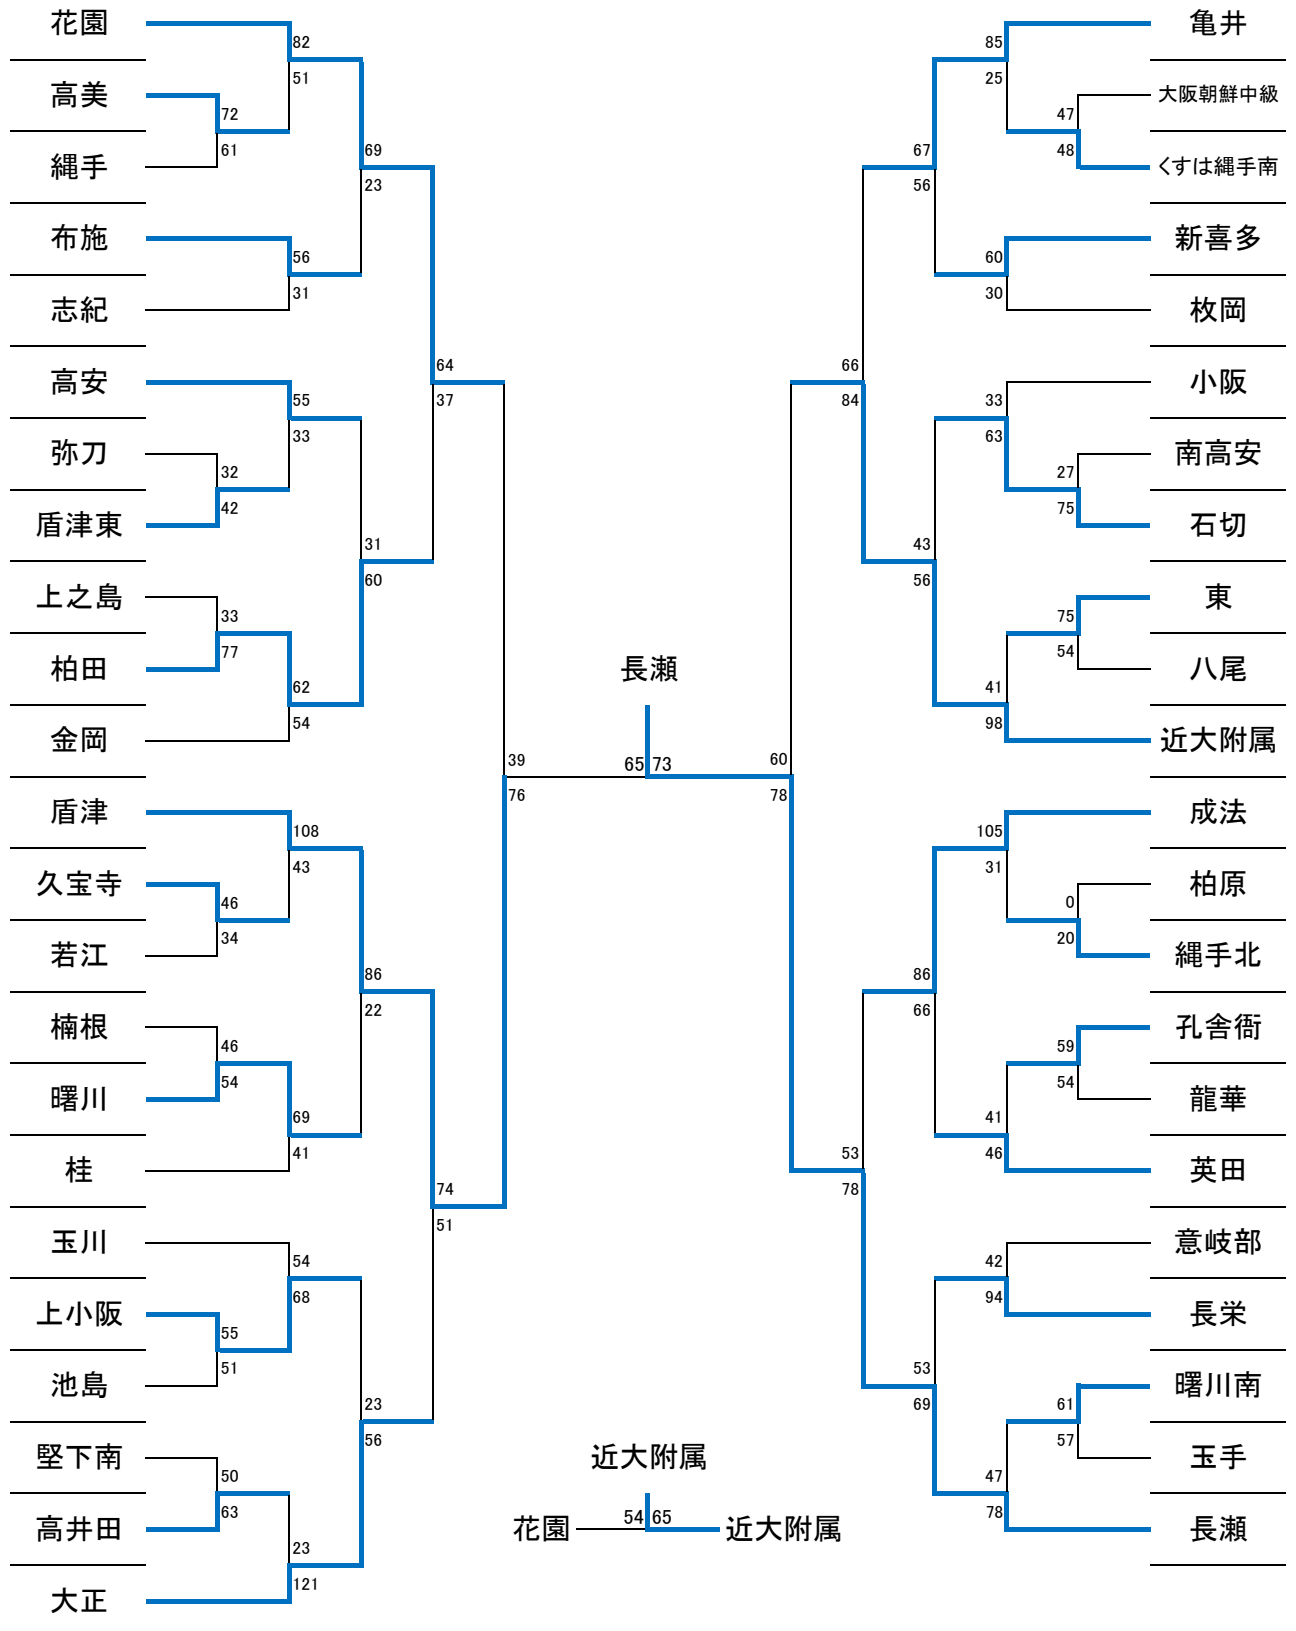 花園
82
51
高美
72
61
縄手
69
23
布施
56
31
志紀
64
37
高安
55
33
弥刀
32
42
盾津東
31
60
上之島
33
77
柏田
62
54
金岡
39
76
盾津
108
43
久宝寺
46
34
若江
86
22
楠根
46
54
曙川
69
41
桂
74
51
玉川
54
68
上小阪
55
51
池島
23
56
堅下南
50
63
高井田
23
121
大正
長瀬
65 73
近大附属
花園 54 65 近大附属
亀井
85
25
大阪朝鮮中級
47
48
くすは縄手南
67
56
新喜多
60
30
枚岡
66
84
小阪
33
63
南高安
27
75
石切
43
56
東
75
54
八尾
41
98
近大附属
60
78
成法
105
31
柏原
0
20
縄手北
86
66
孔舎衙
59
54
龍華
41
46
英田
53
78
意岐部
42
94
長栄
53
69
曙川南
61
57
玉手
47
78
長瀬